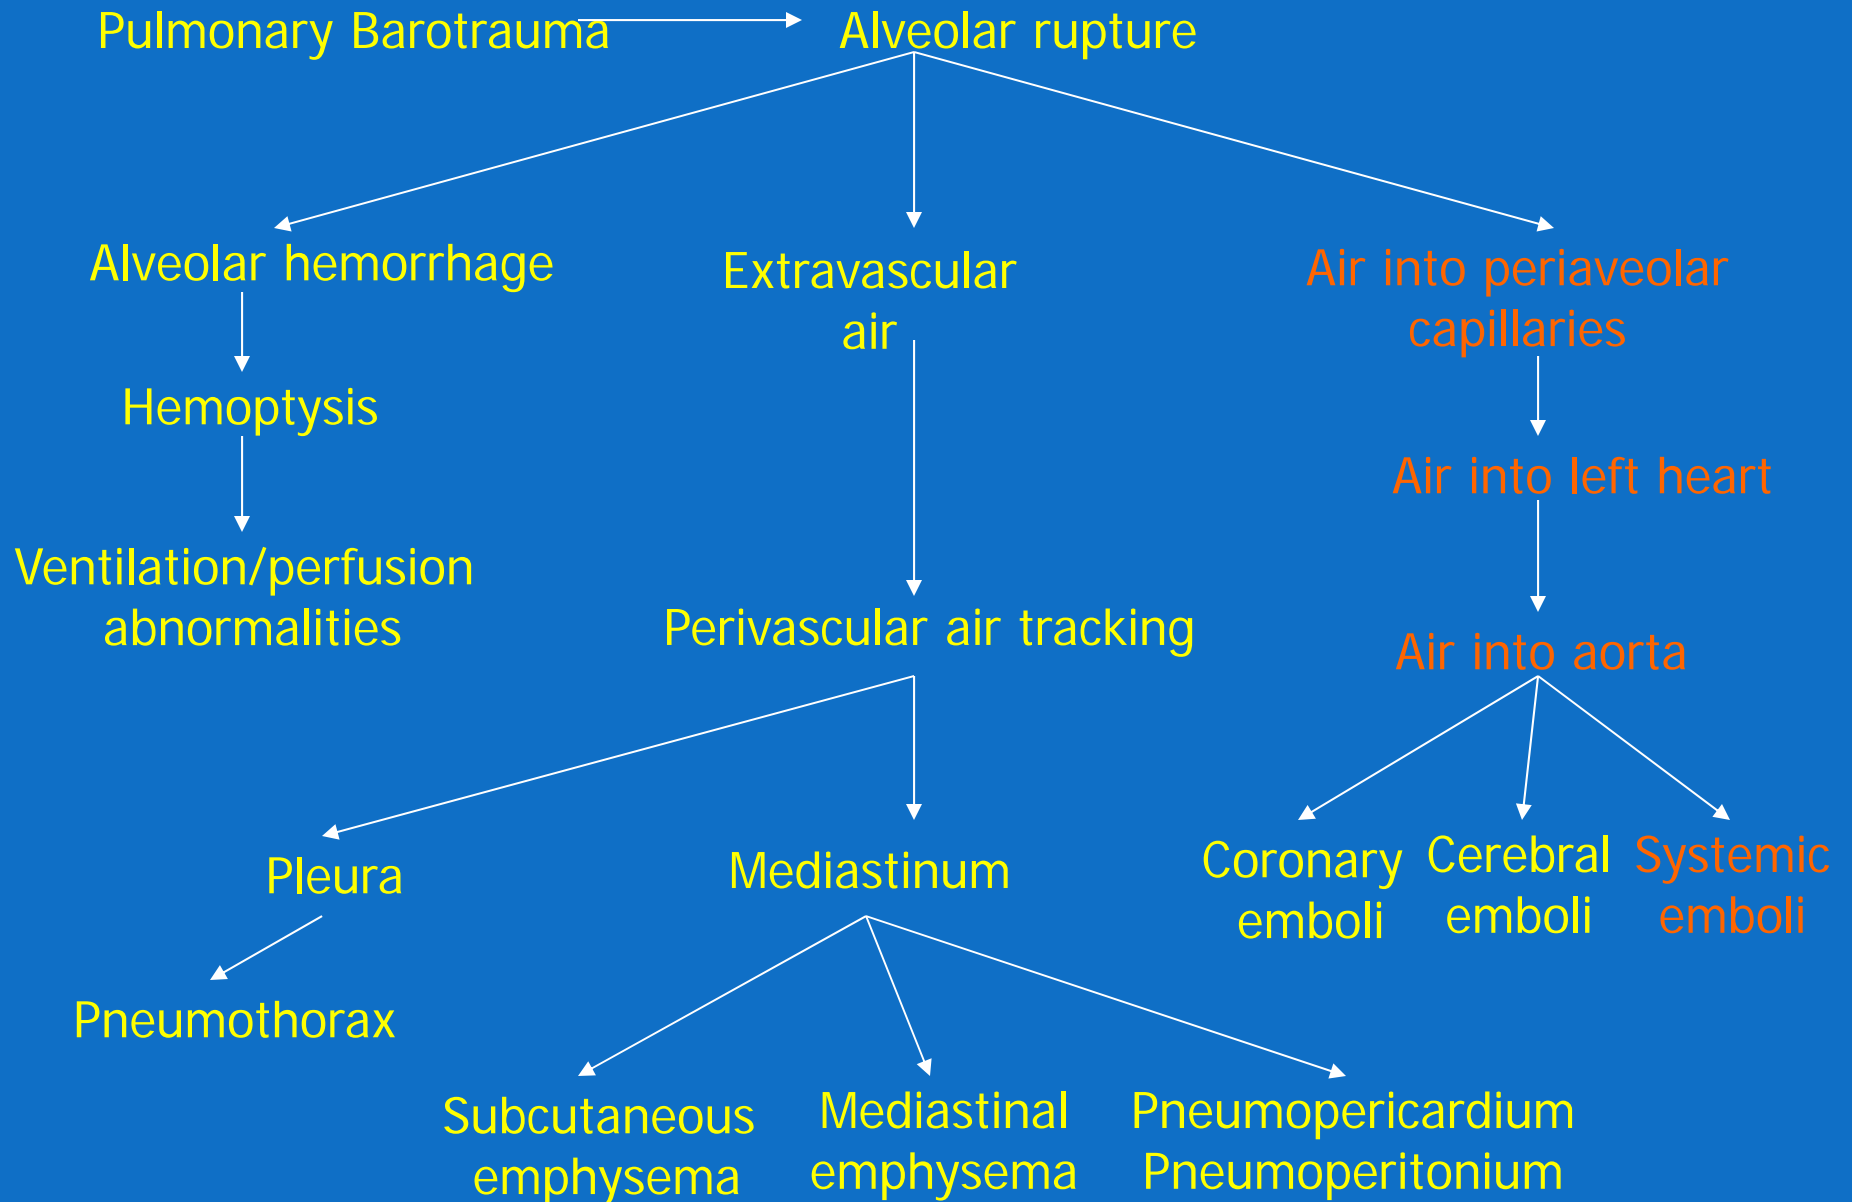 Pulmonary Barotrauma
Alveolar rupture
Alveolar hemorrhage
Extravascular
air
Air into periaveolar
capillaries
Hemoptysis
Air into left heart
Ventilation/perfusion
abnormalities
Perivascular air tracking
Air into aorta
Pleura
Mediastinum
Coronary
emboli
Cerebral
emboli
Systemic
emboli
Pneumothorax
Subcutaneous
emphysema
Mediastinal
emphysema
Pneumopericardium
Pneumoperitonium